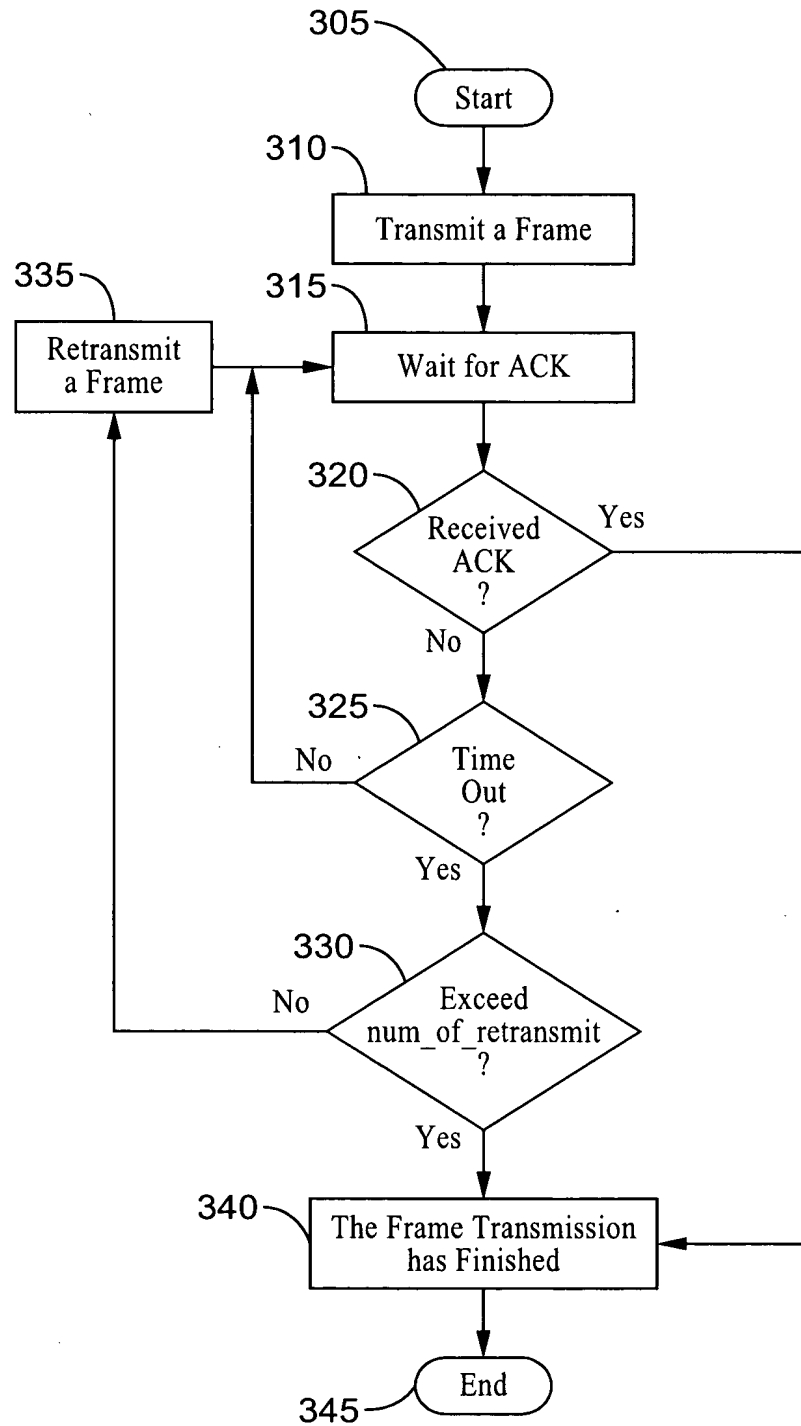 305
Start
310
Transmit a Frame
335
315
Retransmit
a Frame
Wait for ACK
320
Received
ACK
?
Yes
No
325
Time
Out
?
No
Yes
330
Exceed
num_of_retransmit
?
No
Yes
340
The Frame Transmission
has Finished
End
345